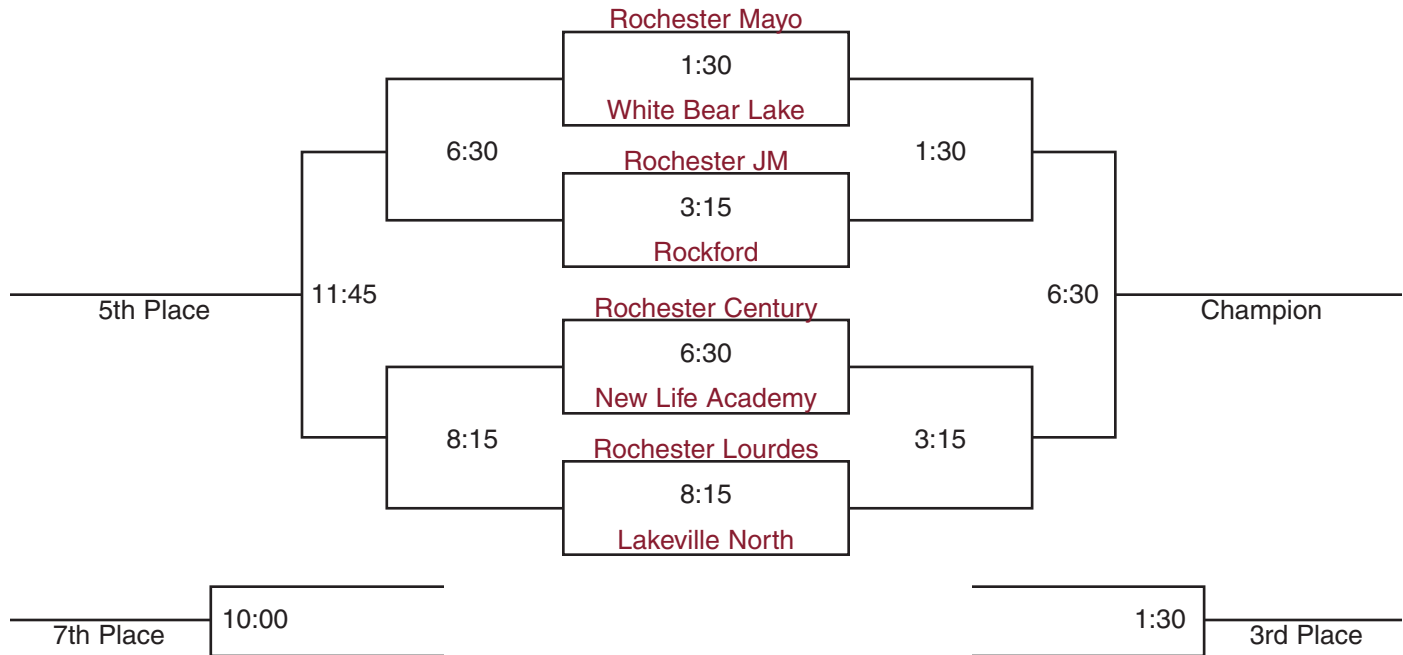 Rochester Mayo
1:30
White Bear Lake
6:30
Rochester JM
1:30
3:15
Rockford
11:45
5th Place
Rochester Century
6:30
Champion
6:30
New Life Academy
8:15
Rochester Lourdes
3:15
8:15
Lakeville North
10:00
7th Place
1:30
3rd Place